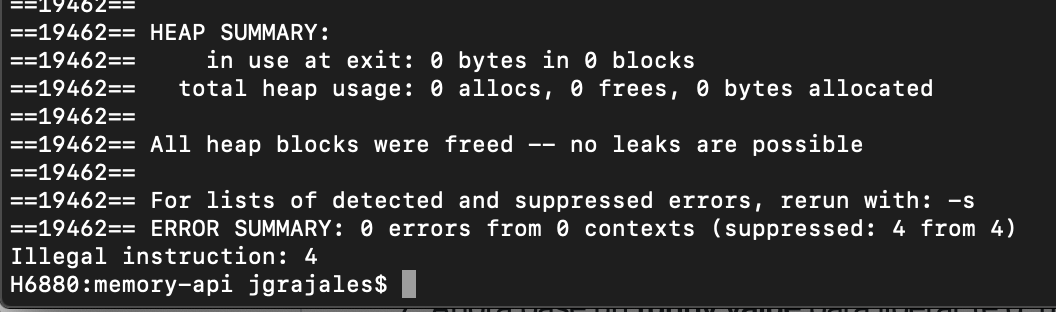 ==19462==
==19462== HEAP SUMMARY:
==19462==     in use at exit: 0 bytes in 0 blocks
==19462==   total heap usage: 0 allocs, 0 frees, 0 bytes allocated
==19462==
==19462== All heap blocks were freed -- no leaks are possible
==19462==
==19462== For lists of detected and suppressed errors, rerun with: -s
==19462== ERROR SUMMARY: 0 errors from 0 contexts (suppressed: 4 from 4)
Illegal instruction: 4
H6880:memory-api jgrajales$